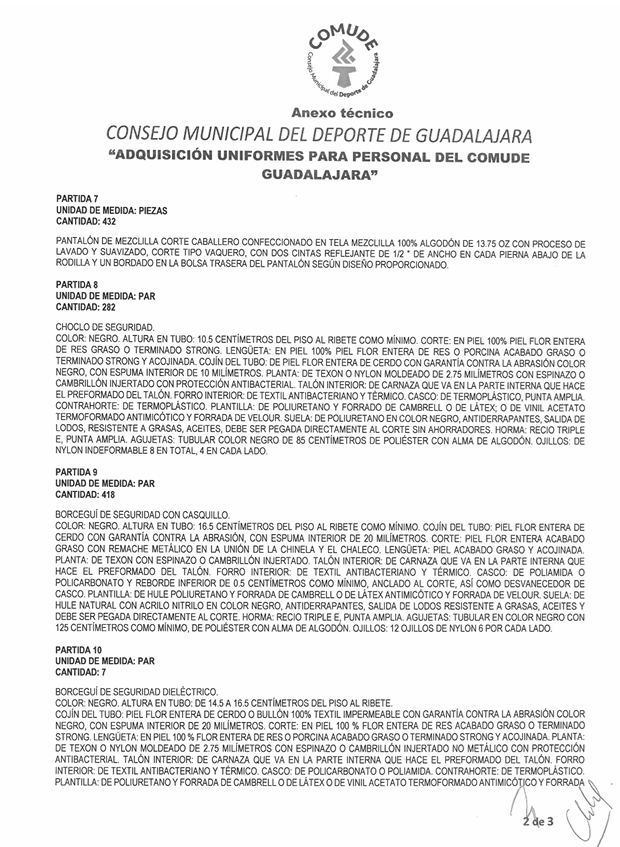 COMUDE
Consejo Municipal del Deporte de Guadalajara
Anexo técnico
CONSEJO MUNICIPAL DEL DEPORTE DE GUADALAJARA
“ADQUISICIÓN UNIFORMES PARA PERSONAL DEL COMUDE
GUADALAJARA”
PARTIDA 7
UNIDAD DE MEDIDA: PIEZAS
CANTIDAD: 432
PANTALÓN DE MEZCLILLA CORTE CABALLERO CONFECCIONADO EN TELA MEZCLILLA 100% ALGODÓN DE 13.75 OZ CON PROCESO DE
LAVADO Y SUAVIZADO, CORTE TIPO VAQUERO, CON DOS CINTAS REFLEJANTE DE 1/2 " DE ANCHO EN CADA PIERNA ABAJO DE LA
RODILLA Y UN BORDADO EN LA BOLSA TRASERA DEL PANTALÓN SEGÚN DISEÑO PROPORCIONADO.
PARTIDA 8
UNIDAD DE MEDIDA: PAR
CANTIDAD: 282
CHOCLO DE SEGURIDAD.
COLOR: NEGRO. ALTURA EN TUBO: 10.5 CENTÍMETROS DEL PISO AL RIBETE COMO MÍNIMO. CORTE: EN PIEL 100% PIEL FLOR ENTERA
DE RES GRASO O TERMINADO STRONG. LENGÜETA: EN PIEL 100% PIEL FLOR ENTERA DE RES O PORCINA ACABADO GRASO O
TERMINADO STRONG Y ACOJINADA. COJÍN DEL TUBO: PIEL FLOR ENTERA DE CERDO CON GARANTÍA CONTRA LA ABRASIÓN COLOR
NEGRO, CON ESPUMA INTERIOR DE 10 MILÍMETROS. PLANTA: DE TEXON O NYLON MOLDEADO DE 2.75 MILÍMETROS CON ESPINAZO O
CAMBRILLÓN INJERTADO CON PROTECCIÓN ANTIBACTERIAL. TALÓN INTERIOR: DE CARNAZA QUE VA EN LA PARTE INTERNA QUE HACE
EL PREFORMADO DEL TALÓN. FORRO INTERIOR: DE TEXTIL ANTIBACTERIANO Y TÉRMICO. CASCO: DE TERMOPLÁSTICO, PUNTA AMPLIA.
CONTRAHORTE: DE TERMOPLÁSTICO. PLANTILLA: DE POLIURETANO Y FORRADO DE CAMBRELL O DE LÁTEX; O DE VINIL ACETATO
TERMOFORMADO ANTIMICÓTICO Y FORRADA DE VELOUR. SUELA: DE POLIURETANO EN COLOR NEGRO, ANTIDERRAPANTES, SALIDA DE
LODOS, RESISTENTE A GRASAS, ACEITES, DEBE SER PEGADA DIRECTAMENTE AL CORTE SIN AHORRADORES. HORMA: RECIO TRIPLE
E, PUNTA AMPLIA. AGUJETAS: TUBULAR COLOR NEGRO DE 85 CENTÍMETROS DE POLIÉSTER CON ALMA DE ALGODÓN. OJILLOS: DE
NYLON INDEFORMABLE 8 EN TOTAL, 4 EN CADA LADO.
PARTIDA 9
UNIDAD DE MEDIDA: PAR
CANTIDAD: 418
BORCEGUÍ DE SEGURIDAD CON CASQUILLO.
COLOR: NEGRO. ALTURA EN TUBO: 16.5 CENTÍMETROS DEL PISO AL RIBETE COMO MÍNIMO. COJÍN DEL TUBO: PIEL FLOR ENTERA DE
CERDO CON GARANTÍA CONTRA LA ABRASIÓN, CON ESPUMA INTERIOR DE 20 MILÍMETROS. CORTE: PIEL FLOR ENTERA ACABADO
GRASO CON REMACHE METÁLICO EN LA UNIÓN DE LA CHINELA Y EL CHALECO. LENGÜETA: PIEL ACABADO GRASO Y ACOJINADA.
PLANTA: DE TEXON CON ESPINAZO O CAMBRILLÓN INJERTADO. TALÓN INTERIOR: DE CARNAZA QUE VA EN LA PARTE INTERNA QUE
HACE EL PREFORMADO DEL TALÓN. FORRO INTERIOR: DE TEXTIL ANTIBACTERIANO Y TÉRMICO. CASCO: DE POLIAMIDA O
POLICARBONATO Y REBORDE INFERIOR DE 0.5 CENTÍMETROS COMO MÍNIMO, ANCLADO AL CORTE, ASÍ COMO DESVANECEDOR DE
CASCO. PLANTILLA: DE HULE POLIURETANO Y FORRADA DE CAMBRELL O DE LÁTEX ANTIMICÓTICO Y FORRADA DE VELOUR. SUELA: DE
HULE NATURAL CON ACRILO NITRILO EN COLOR NEGRO, ANTIDERRAPANTES, SALIDA DE LODOS RESISTENTE A GRASAS, ACEITES Y
DEBE SER PEGADA DIRECTAMENTE AL CORTE. HORMA: RECIO TRIPLE E, PUNTA AMPLIA. AGUJETAS: TUBULAR EN COLOR NEGRO CON
125 CENTÍMETROS COMO MÍNIMO, DE POLIÉSTER CON ALMA DE ALGODÓN. OJILLOS: 12 OJILLOS DE NYLON 6 POR CADA LADO.
PARTIDA 10
UNIDAD DE MEDIDA: PAR
CANTIDAD: 7
BORCEGUÍ DE SEGURIDAD DIELÉCTRICO.
COLOR: NEGRO. ALTURA EN TUBO: DE 14.5 A 16.5 CENTÍMETROS DEL PISO AL RIBETE.
COJÍN DEL TUBO: PIEL FLOR ENTERA DE CERDO O BULLÓN 100% TEXTIL IMPERMEABLE CON GARANTÍA CONTRA LA ABRASIÓN COLOR
NEGRO, CON ESPUMA INTERIOR DE 20 MILÍMETROS. CORTE: EN PIEL 100 % FLOR ENTERA DE RES ACABADO GRASO O TERMINADO
STRONG. LENGÜETA: EN PIEL 100 % FLOR ENTERA DE RES O PORCINA ACABADO GRASO O TERMINADO STRONG Y ACOJINADA. PLANTA:
DE TEXON O NYLON MOLDEADO DE 2.75 MILÍMETROS CON ESPINAZO O CAMBRILLÓN INJERTADO NO METÁLICO CON PROTECCIÓN
ANTIBACTERIAL. TALÓN INTERIOR: DE CARNAZA QUE VA EN LA PARTE INTERNA QUE HACE EL PREFORMADO DEL TALÓN. FORRO
INTERIOR: DE TEXTIL ANTIBACTERIANO Y TÉRMICO. CASCO: DE POLICARBONATO O POLIAMIDA. CONTRAHORTE: DE TERMOPLÁSTICO.
PLANTILLA: DE POLIURETANO Y FORRADA DE CAMBRELL O DE LÁTEX O DE VINIL ACETATO TERMOFORMADO ANTIMICÓTICO Y FORRADA
2 de 3